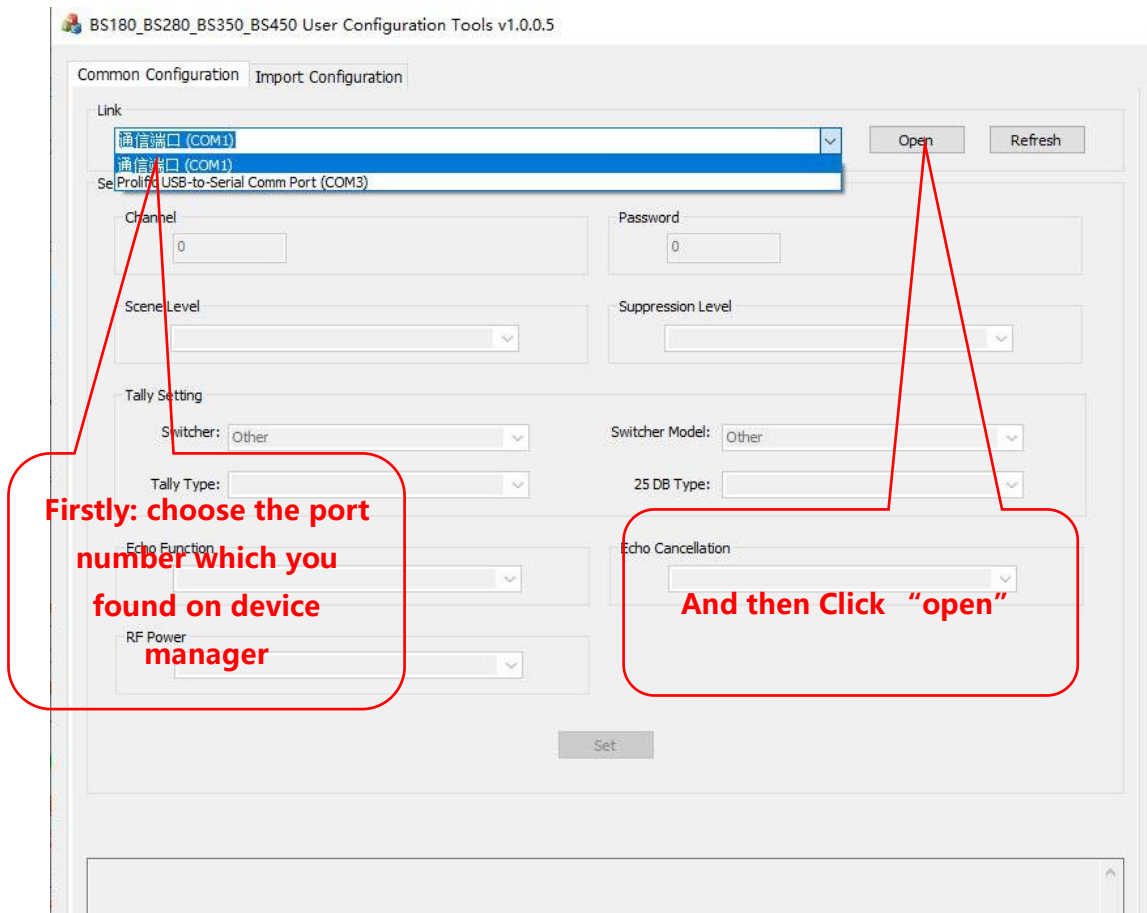 BS180_BS280_BS350_BS450 User Configuration Tools v1.0.0.5
Common Configuration Import Configuration
Link
通信端口 (COM1)
Open Refresh
通信端口 (COM1)
Prolific USB-to-Serial Comm Port (COM3)
Se
Channel Password
0 0
Scene Level Suppression Level
Tally Setting
Switcher: Other Switcher Model: Other
Tally Type: 25 DB Type:
Firstly: choose the port
number which you
found on device
manager
Echo Function Echo Cancellation
And then Click “open”
RF Power
Set